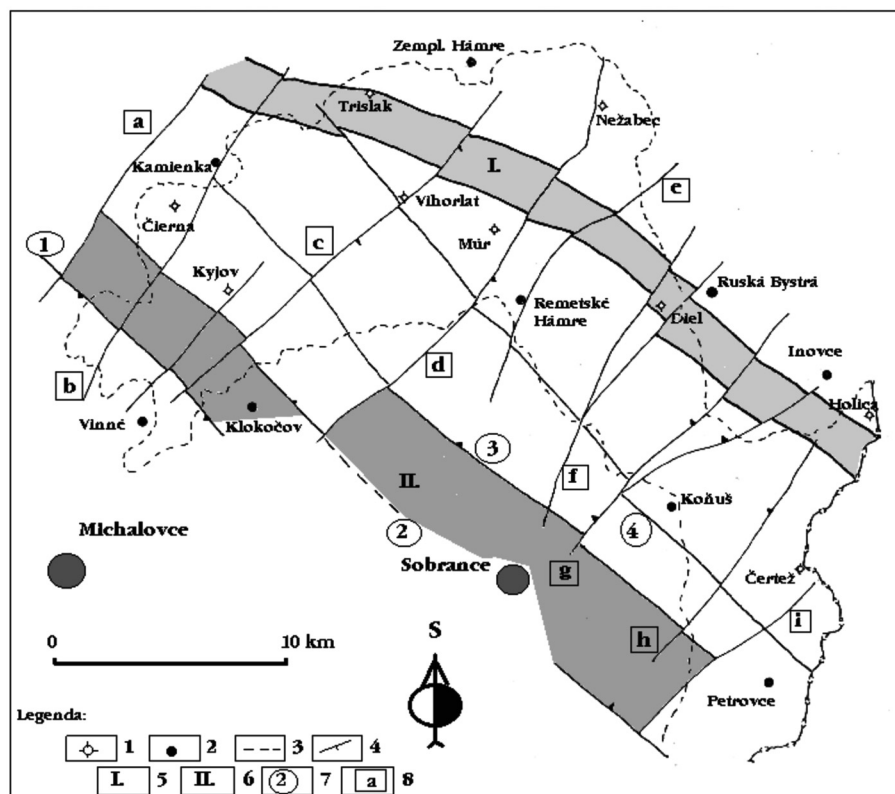 Zempl. Hámre
a
Trislak
Nežabec
Kamienka
I.
e
Čierna
Vihorlat
1
c
Múr
Kyjov
Ruská Bystrá
Remetské
Hámre
Diel
Inovce
b
d
Holica
Vinné
Klokočov
3
II.
f
Koňuš
Michalovce
2
4
Sobrance
g
Čertež
0 10 km
h
i
S
Petrovce
Legenda:
1 2 3 4
I. 5 II. 6 2 7 a 8